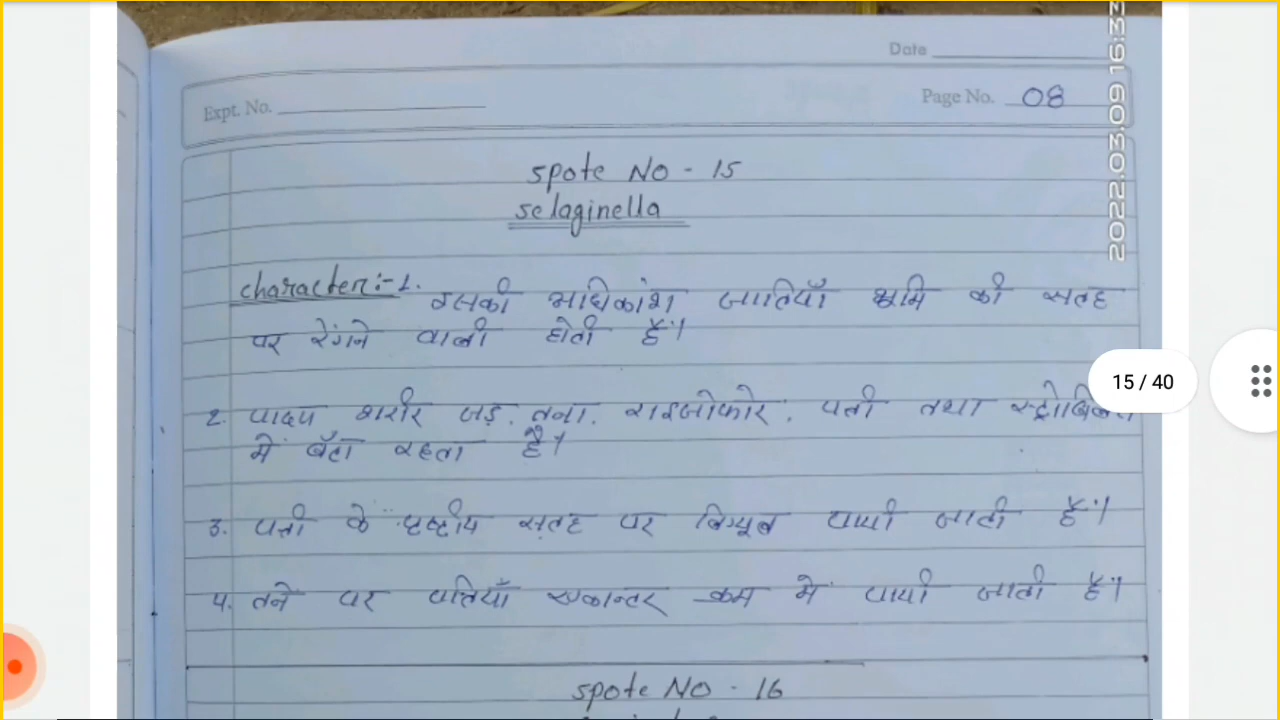 Date
Expt. No.
Page No. 08
2022.03.09 16:33
spote No - 15
selaginella
character:- 1. इसकी अधिकांश जातियाँ भूमि की सतह
पर रेंगने वाली होती हैं।
15 / 40
2. पादप शरीर जड़. तना. राइजोफोर. पत्ती तथा
में बँटा रहता है।
3. पत्ती के पृष्ठीय सतह पर लिग्यूल पायी जाती हैं।
4. तने पर पत्तियाँ एकान्तर क्रम में पायी जाती हैं।
spote No - 16